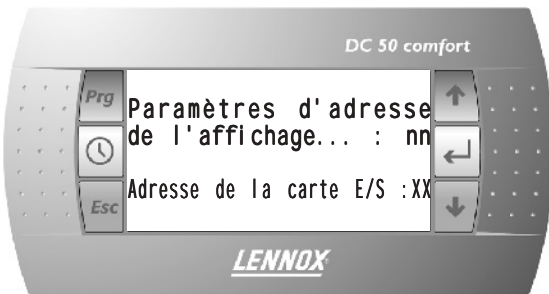 DC 50 comfort
Prg
Paramètres d'adresse
de l'affichage... : nn
Esc
Adresse de la carte E/S :XX
LENNOX